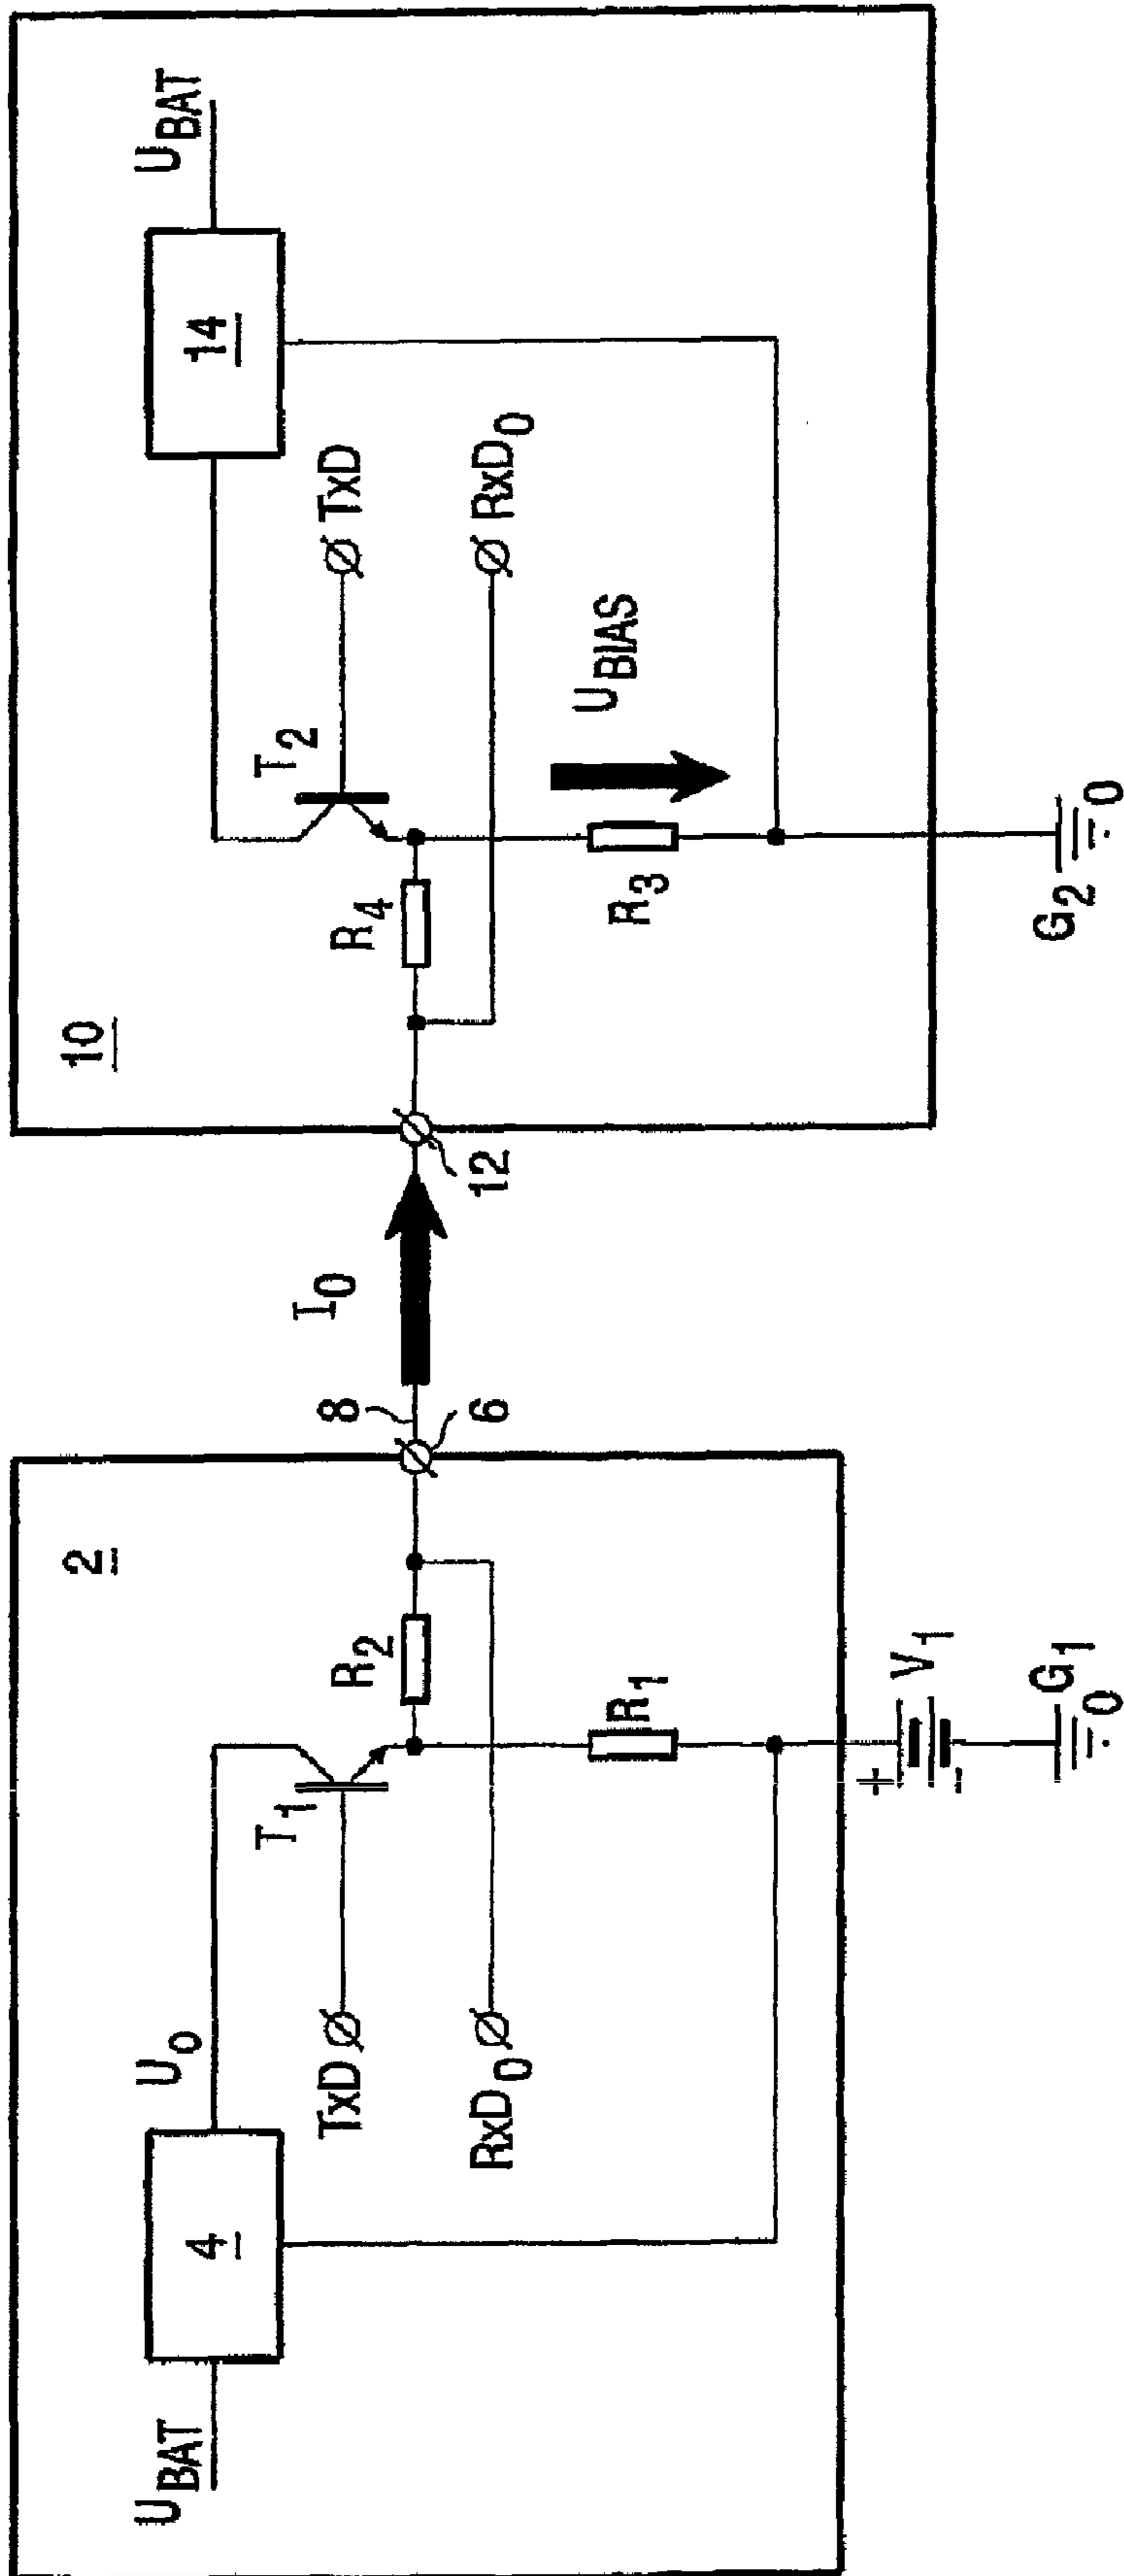 2
10
U_BAT
4
U_0
T_1
TxD
RxD_0
R_2
R_1
+
-
V_1
G_1
0
8
6
I_0
12
R_4
T_2
TxD
RxD_0
U_BIAS
R_3
14
U_BAT
G_2
0